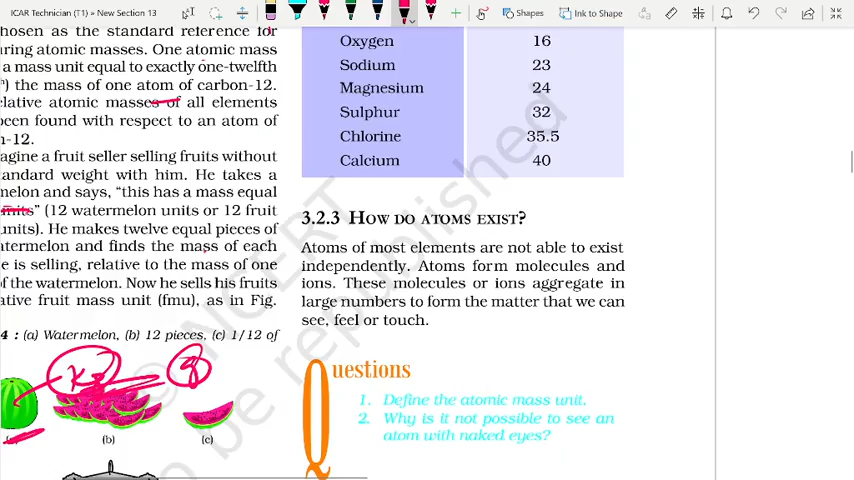 ICAR Technician (T1) » New Section 13
Shapes
Ink to Shape
hosen as the standard reference for
uring atomic masses. One atomic mass
a mass unit equal to exactly one-twelfth
h) the mass of one atom of carbon-12.
elative atomic masses of all elements
been found with respect to an atom of
n-12.
agine a fruit seller selling fruits without
andard weight with him. He takes a
melon and says, "this has a mass equal
units" (12 watermelon units or 12 fruit
units). He makes twelve equal pieces of
atermelon and finds the mass of each
e is selling, relative to the mass of one
of the watermelon. Now he sells his fruits
ative fruit mass unit (fmu), as in Fig.
4 : (a) Watermelon, (b) 12 pieces, (c) 1/12 of
(b)
(c)
Oxygen 16
Sodium 23
Magnesium 24
Sulphur 32
Chlorine 35.5
Calcium 40
3.2.3 HOW DO ATOMS EXIST?
Atoms of most elements are not able to exist
independently. Atoms form molecules and
ions. These molecules or ions aggregate in
large numbers to form the matter that we can
see, feel or touch.
Questions
1. Define the atomic mass unit.
2. Why is it not possible to see an
atom with naked eyes?
© NCERT
o be republished